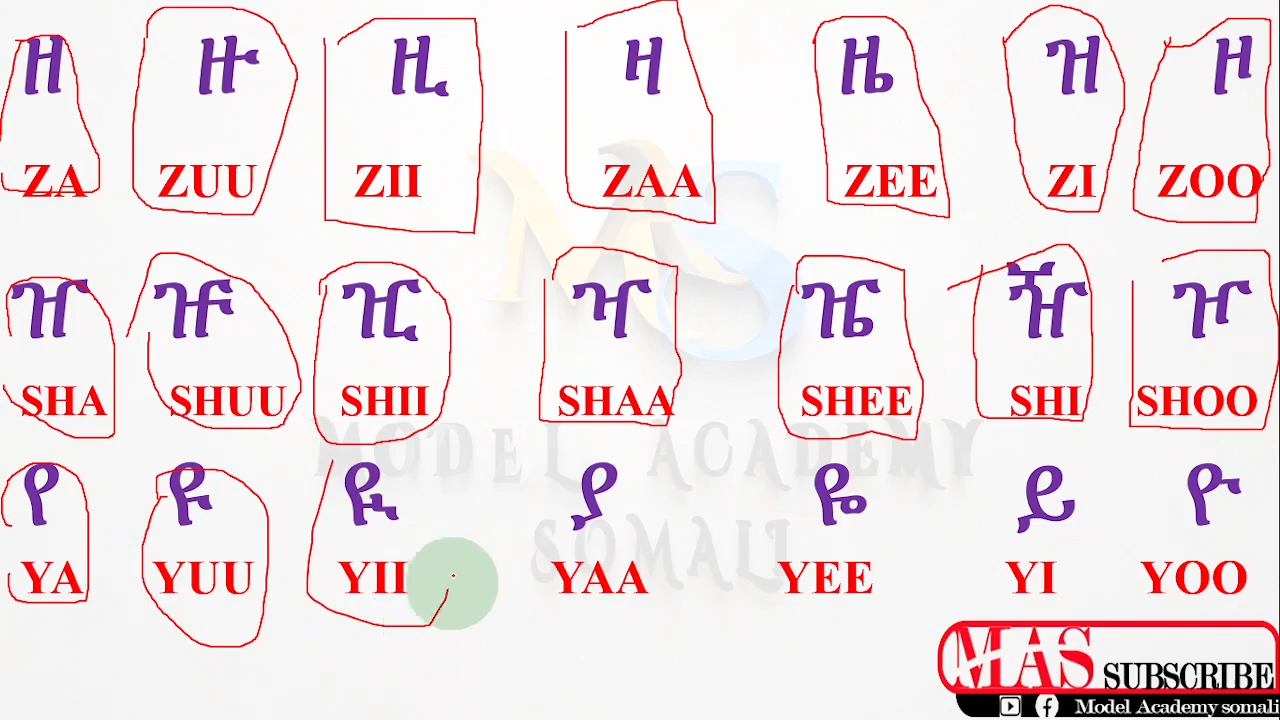 ዘ ዙ ዚ ዛ ዜ ዝ ዞ
ZA ZUU ZII ZAA ZEE ZI ZOO
ዠ ዡ ዢ ዣ ዤ ዥ ዦ
SHA SHUU SHII SHAA SHEE SHI SHOO
የ ዩ ዪ ያ ዬ ይ ዮ
YA YUU YII YAA YEE YI YOO
MAS
MODEL ACADEMY
SOMALI
MAS SUBSCRIBE
Model Academy somali